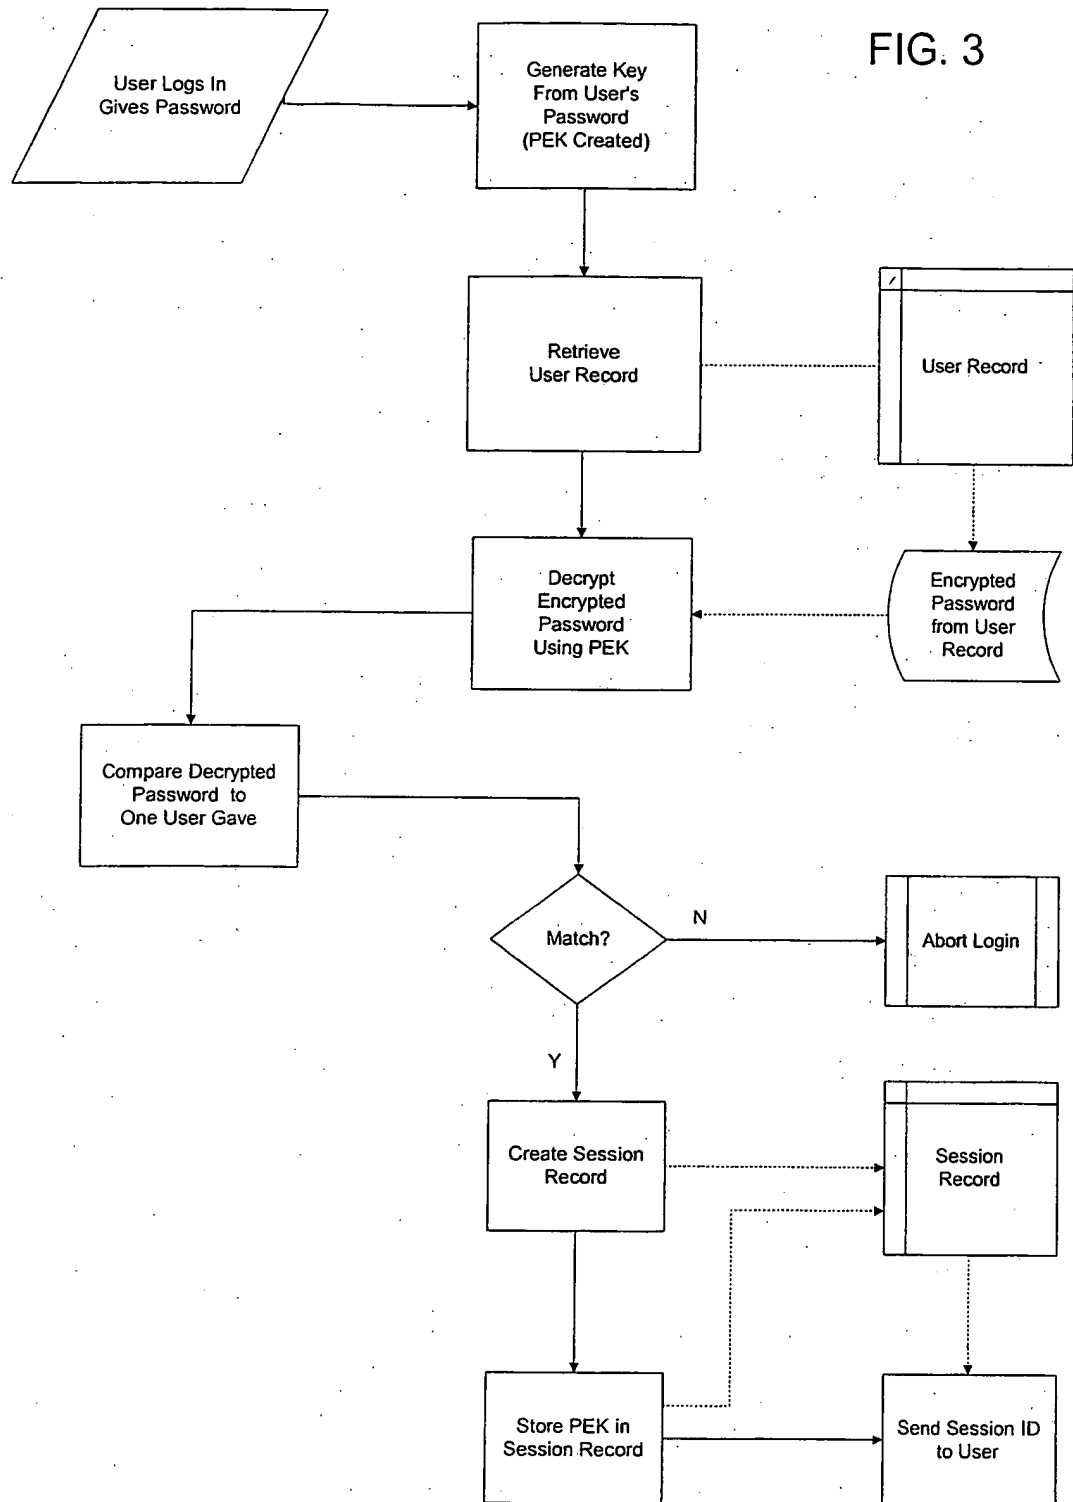 FIG. 3
User Logs In
Gives Password
Generate Key
From User's
Password
(PEK Created)
Retrieve
User Record
User Record
Decrypt
Encrypted
Password
Using PEK
Encrypted
Password
from User
Record
Compare Decrypted
Password to
One User Gave
Match?
N
Abort Login
Y
Create Session
Record
Session
Record
Store PEK in
Session Record
Send Session ID
to User